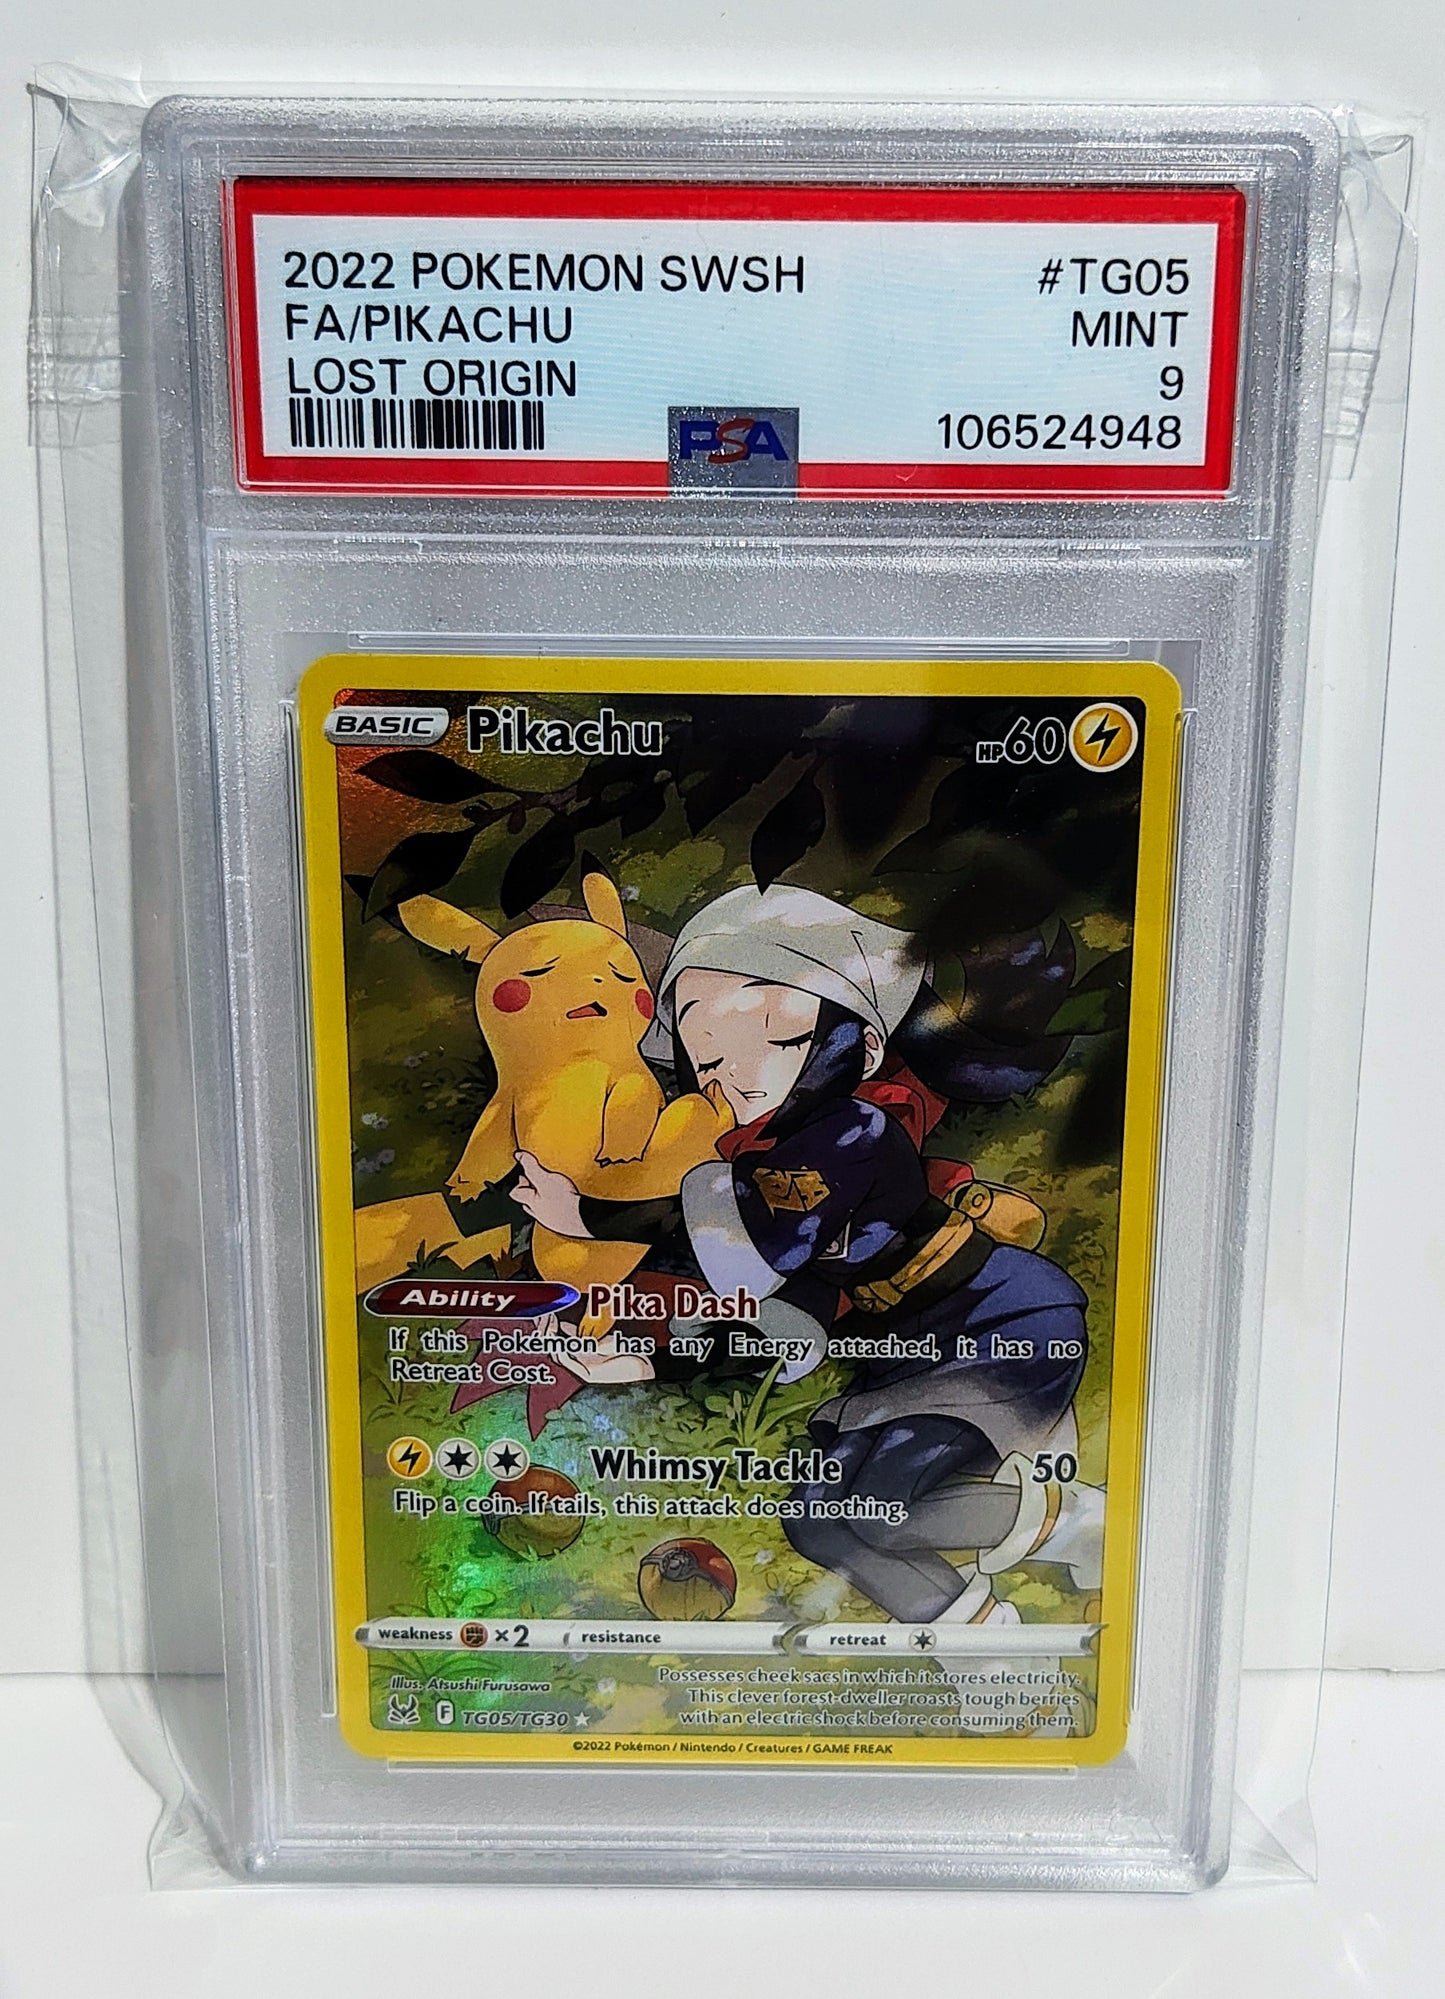 2022 POKEMON SWSH #TG05
FA/PIKACHU MINT
LOST ORIGIN 9
PSA 106524948
BASIC Pikachu HP60
Ability Pika Dash
If this Pokémon has any Energy attached, it has no
Retreat Cost.
Whimsy Tackle 50
Flip a coin. If tails, this attack does nothing.
weakness ×2 resistance retreat
Illus. Atsushi Furusawa
F TG05/TG30
Possesses cheek sacs in which it stores electricity.
This clever forest-dweller roasts tough berries
with an electric shock before consuming them.
©2022 Pokémon / Nintendo / Creatures / GAME FREAK